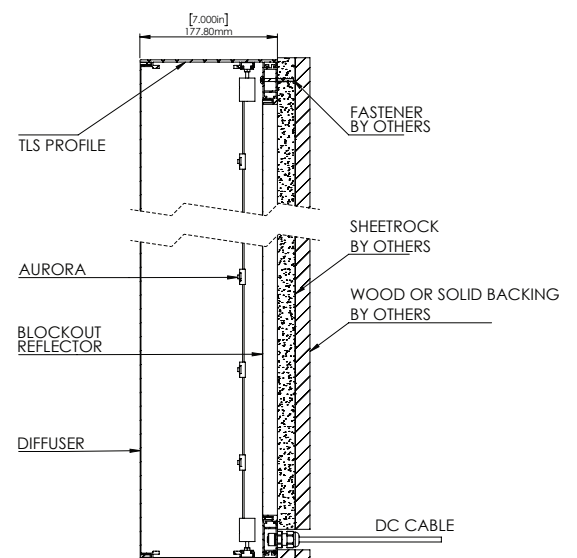 [7.000in]
177.80mm
FASTENER
BY OTHERS
TLS PROFILE
SHEETROCK
BY OTHERS
AURORA
WOOD OR SOLID BACKING
BY OTHERS
BLOCKOUT
REFLECTOR
DIFFUSER
DC CABLE